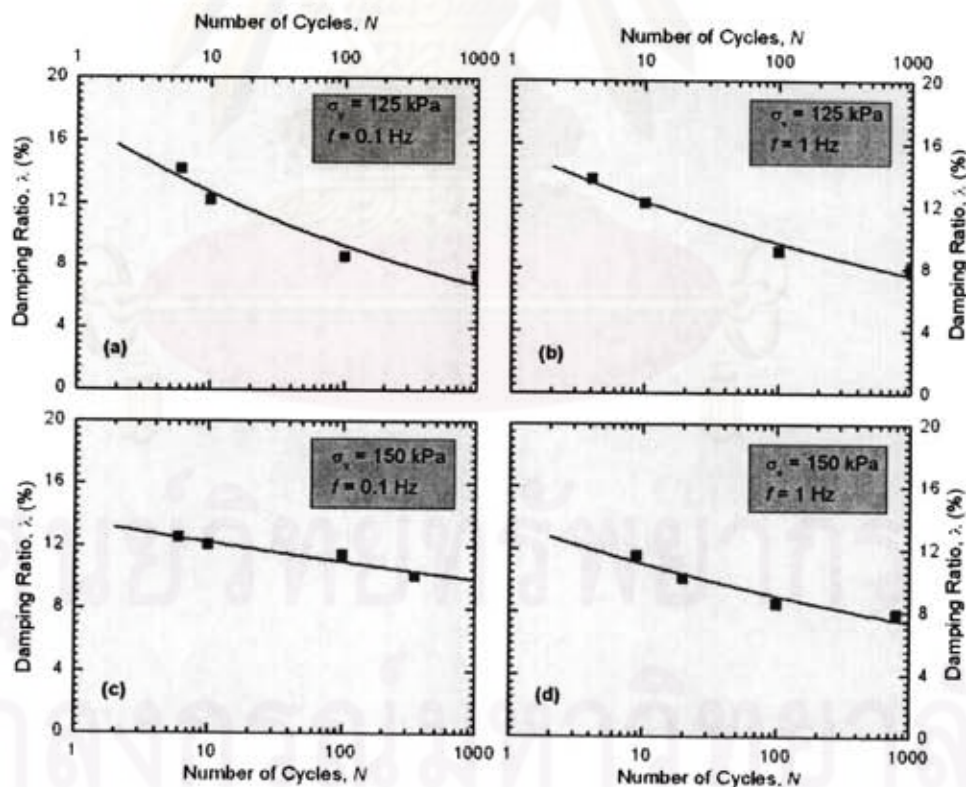 Number of Cycles, N
1 10 100 1000
Number of Cycles, N
1 10 100 1000
20
16
12
8
4
0
Damping Ratio, λ (%)
σv = 125 kPa
f = 0.1 Hz
(a)
σv = 125 kPa
f = 1 Hz
(b)
20
16
12
8
4
0
Damping Ratio, λ (%)
20
16
12
8
4
0
Damping Ratio, λ (%)
σv = 150 kPa
f = 0.1 Hz
(c)
σv = 150 kPa
f = 1 Hz
(d)
20
16
12
8
4
0
Damping Ratio, λ (%)
1 10 100 1000
Number of Cycles, N
1 10 100 1000
Number of Cycles, N